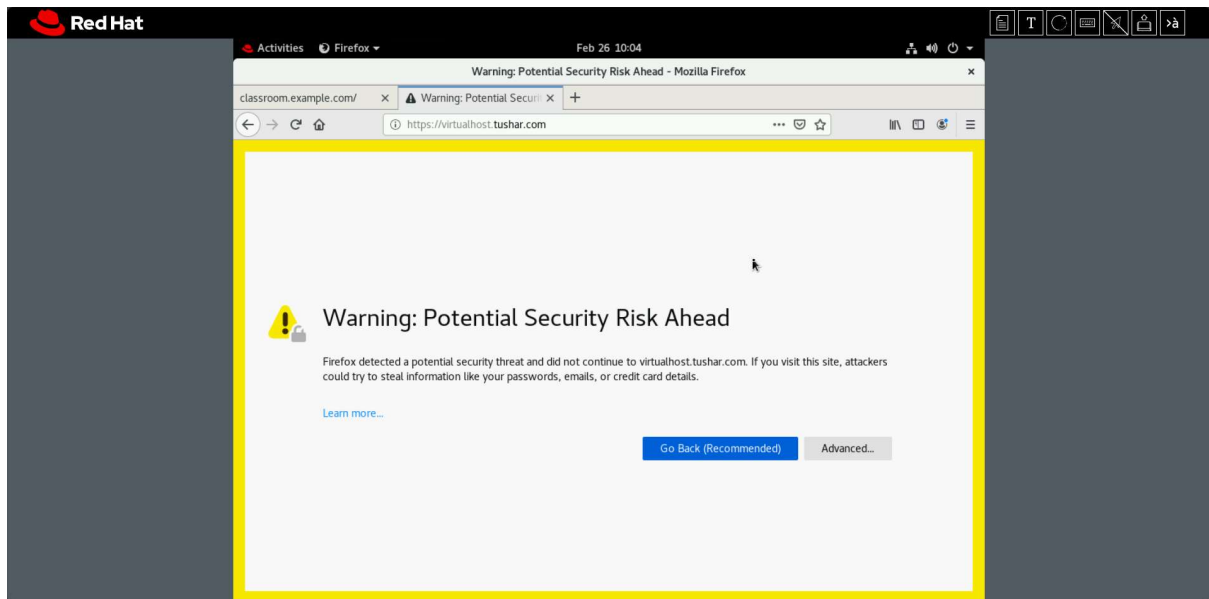 Red Hat
T
›à
Activities Firefox Feb 26 10:04
Warning: Potential Security Risk Ahead - Mozilla Firefox
classroom.example.com/ Warning: Potential Securi
https://virtualhost.tushar.com
Warning: Potential Security Risk Ahead
Firefox detected a potential security threat and did not continue to virtualhost.tushar.com. If you visit this site, attackers
could try to steal information like your passwords, emails, or credit card details.
Learn more...
Go Back (Recommended) Advanced...